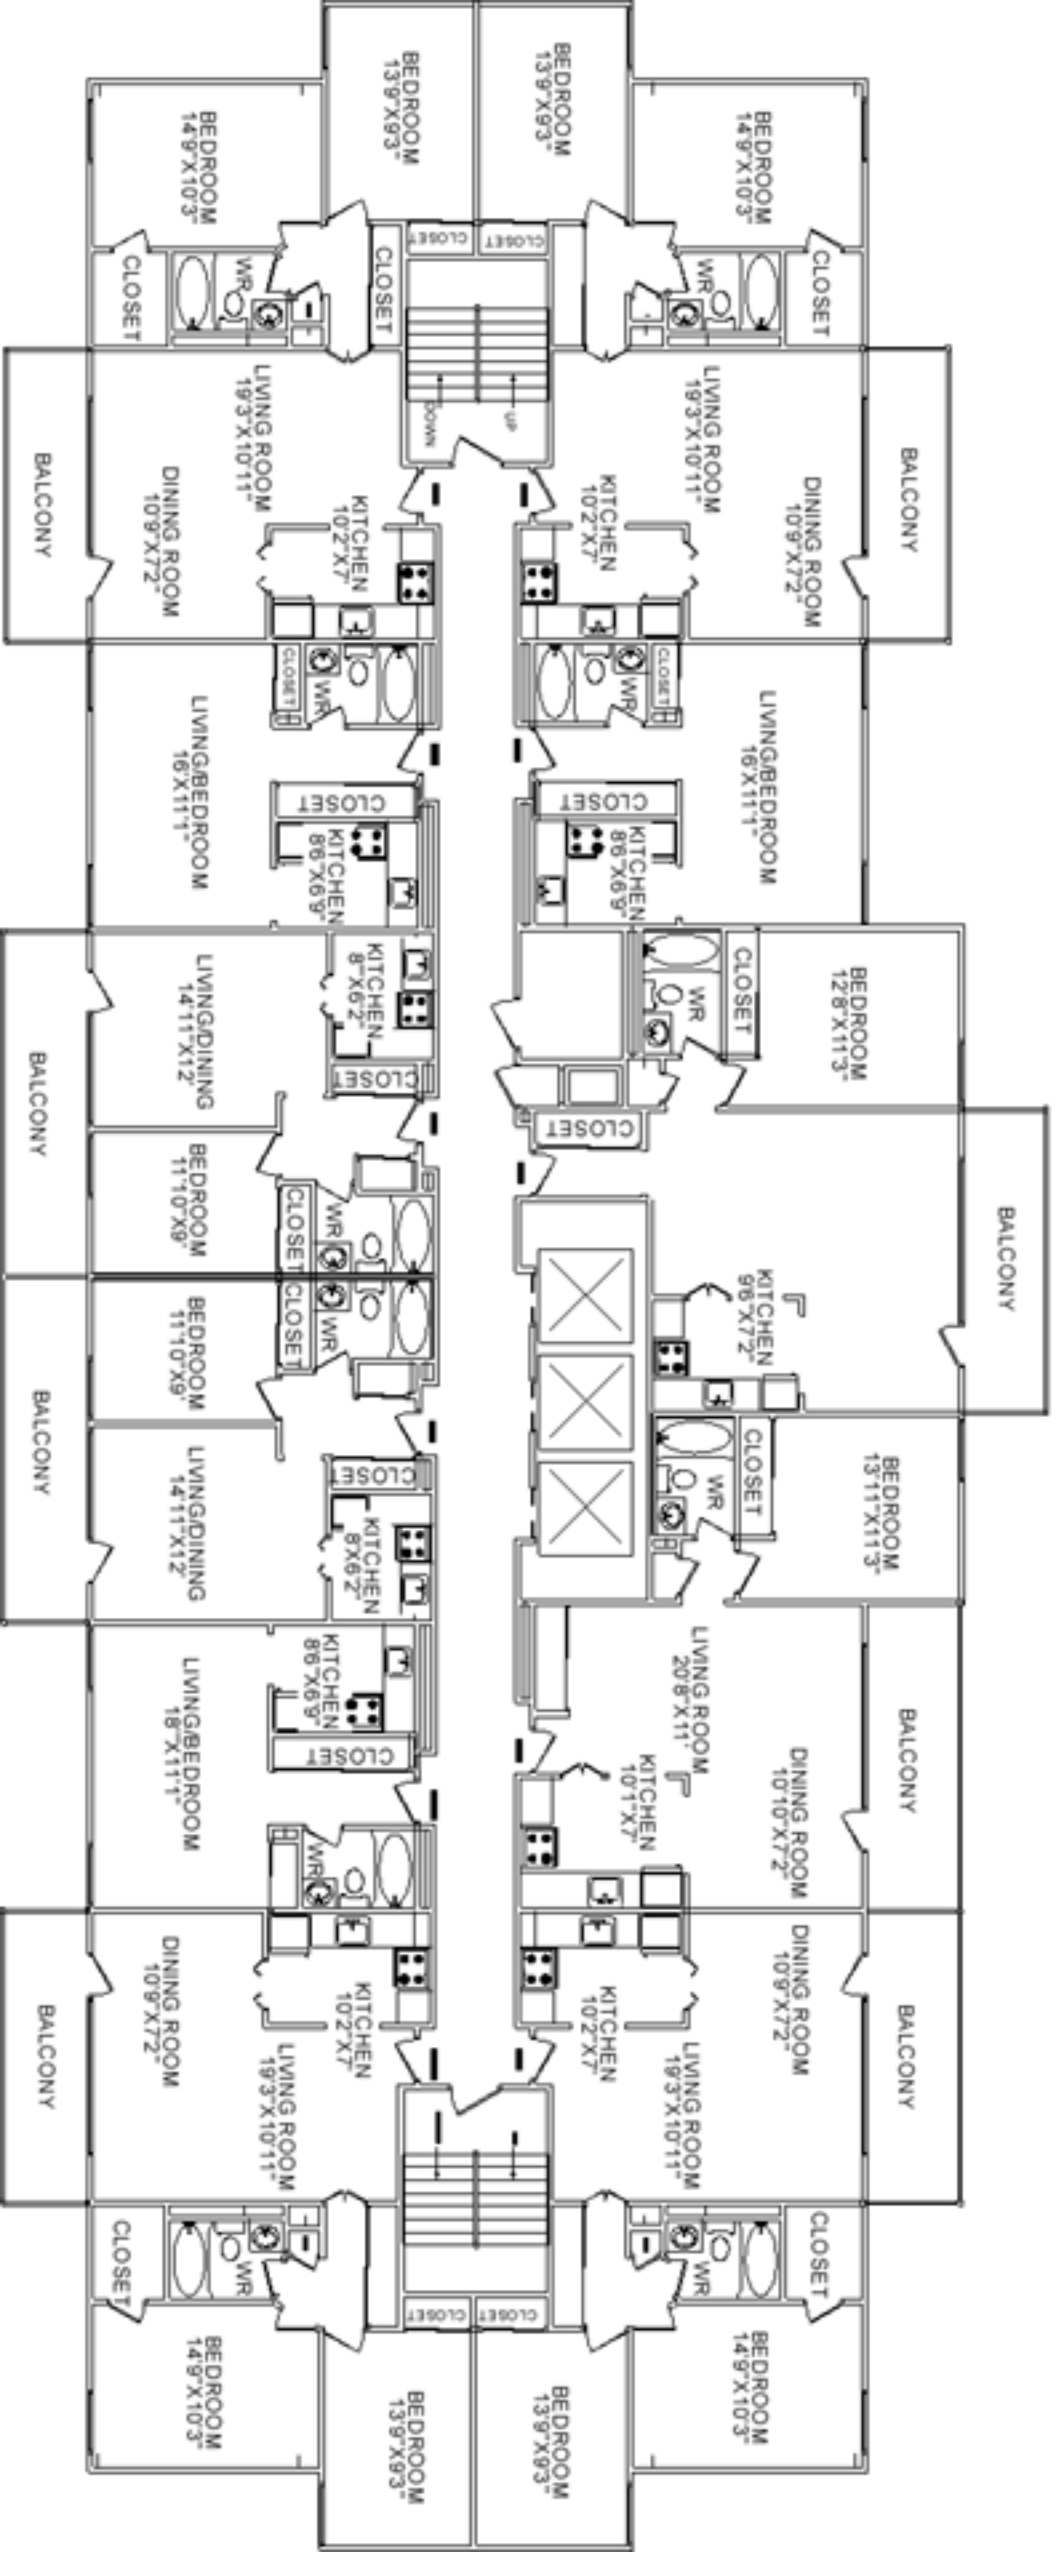 BEDROOM
13'9"X9'3"
BEDROOM
13'9"X9'3"
BEDROOM
14'9"X10'3"
BEDROOM
14'9"X10'3"
CLOSET
CLOSET
CLOSET
WR
CLOSET
WR
CLOSET
DOWN
UP
LIVING ROOM
19'3"X10'11"
LIVING ROOM
19'3"X10'11"
BALCONY
DINING ROOM
10'9"X7'2"
KITCHEN
10'2"X7'
KITCHEN
10'2"X7'
DINING ROOM
10'9"X7'2"
BALCONY
CLOSET
WR
WR
CLOSET
LIVING/BEDROOM
16'X11'1"
LIVING/BEDROOM
16'X11'1"
CLOSET
CLOSET
KITCHEN
8'6"X6'9"
KITCHEN
8'6"X6'9"
LIVING/DINING
14'11"X12'
KITCHEN
8"X6'2"
WR
CLOSET
BEDROOM
12'8"X11'3"
BALCONY
CLOSET
CLOSET
BEDROOM
11'10"X9'
CLOSET
WR
BALCONY
KITCHEN
9'6"X7'2"
BEDROOM
11'10"X9'
CLOSET
WR
BALCONY
LIVING/DINING
14'11"X12'
CLOSET
KITCHEN
8'X6'2"
WR
CLOSET
BEDROOM
13'11"X11'3"
LIVING/BEDROOM
18"X11'1"
KITCHEN
8'6"X6'9"
CLOSET
LIVING ROOM
20'8"X11'
KITCHEN
10'1"X7'
DINING ROOM
10'10"X7'2"
BALCONY
WR
BALCONY
DINING ROOM
10'9"X7'2"
KITCHEN
10'2"X7'
KITCHEN
10'2"X7'
DINING ROOM
10'9"X7'2"
BALCONY
LIVING ROOM
19'3"X10'11"
LIVING ROOM
19'3"X10'11"
CLOSET
WR
WR
CLOSET
CLOSET
CLOSET
BEDROOM
14'9"X10'3"
BEDROOM
14'9"X10'3"
BEDROOM
13'9"X9'3"
BEDROOM
13'9"X9'3"